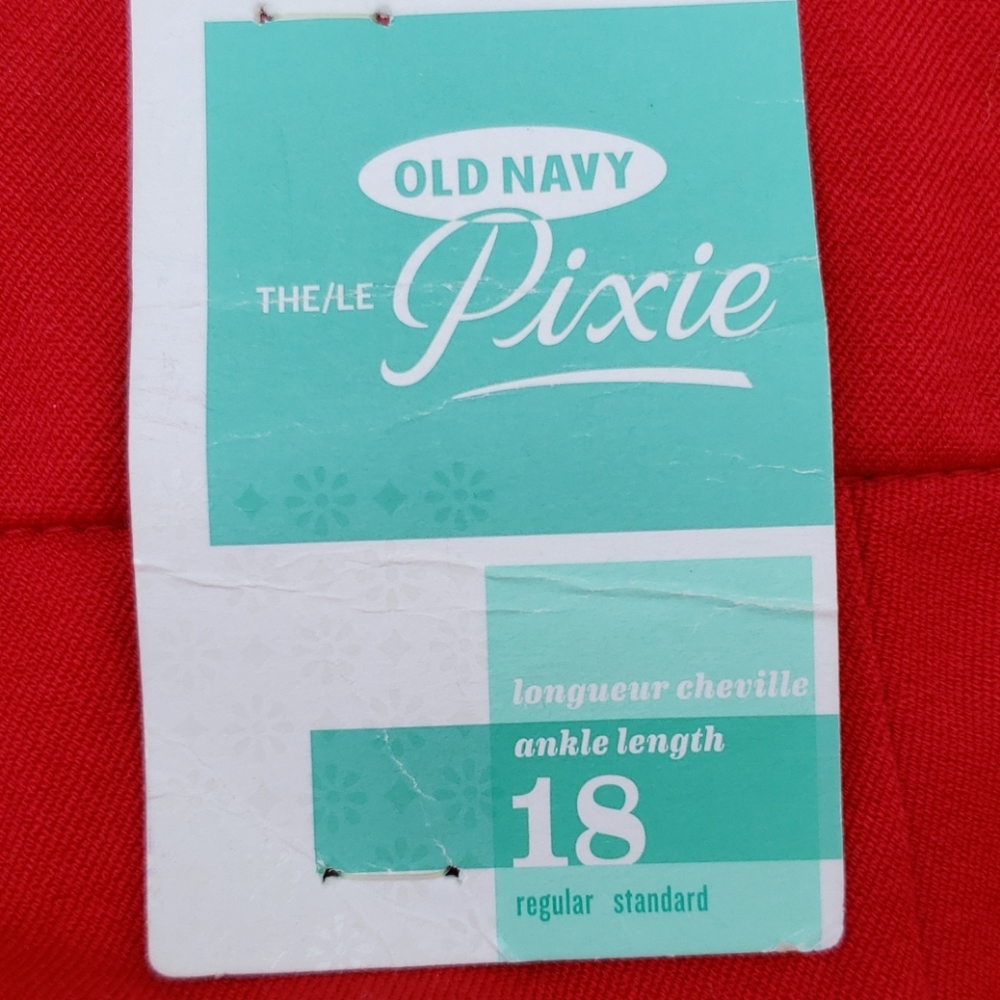 OLD NAVY
THE/LE Pixie
longueur cheville
ankle length
18
regular standard